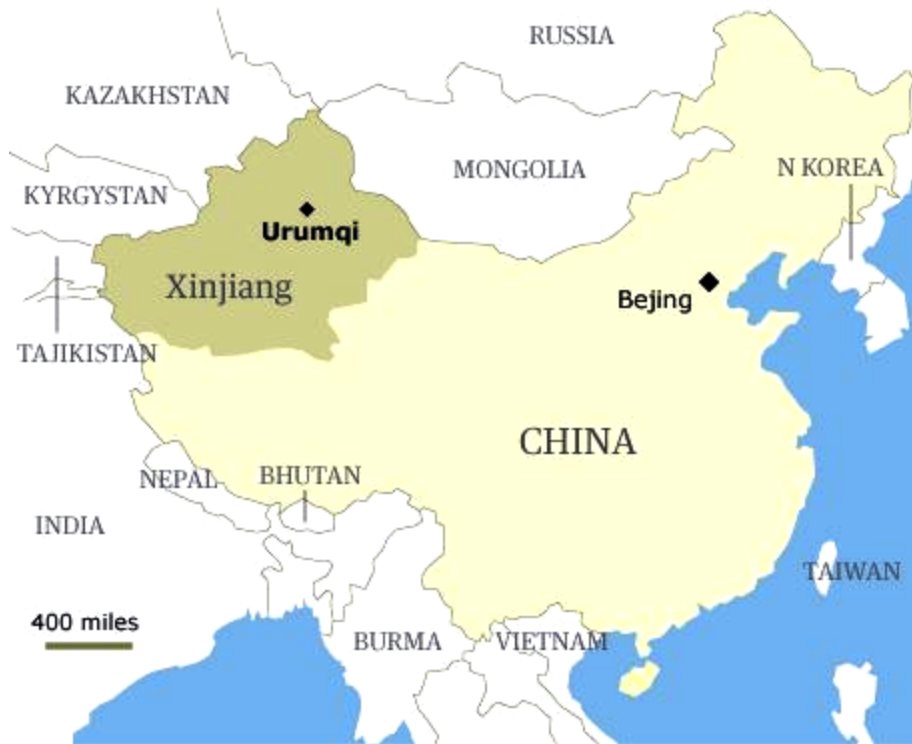 RUSSIA
KAZAKHSTAN
MONGOLIA
N KOREA
KYRGYSTAN
Urumqi
Xinjiang
Bejing
TAJIKISTAN
CHINA
NEPAL
BHUTAN
INDIA
TAIWAN
400 miles
BURMA
VIETNAM